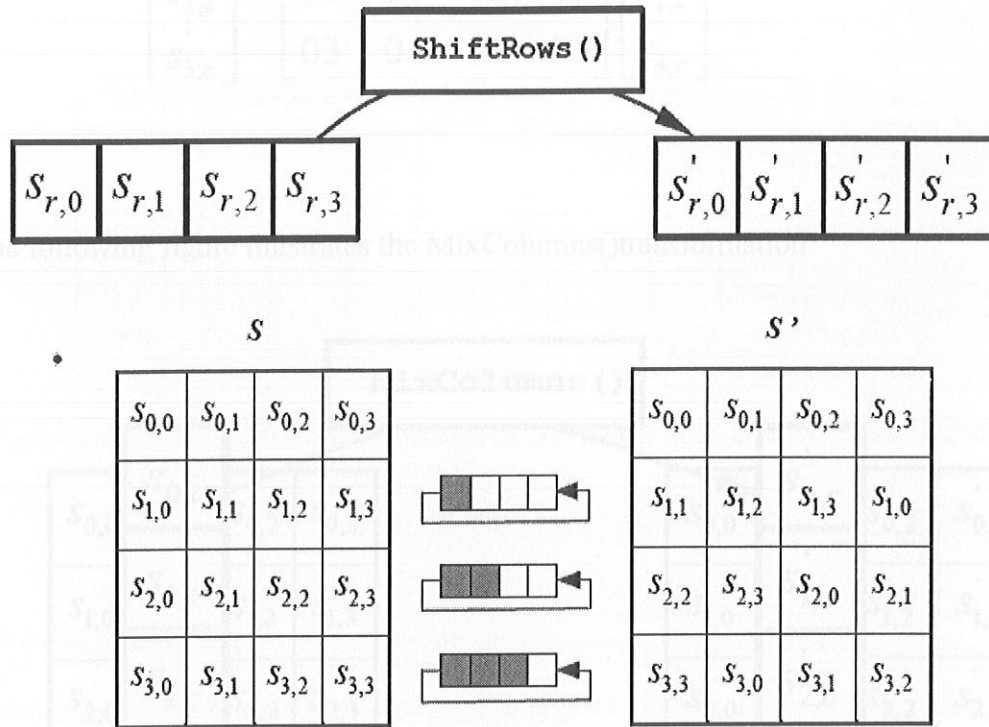 ShiftRows()
S_{r,0} S_{r,1} S_{r,2} S_{r,3}
S'_{r,0} S'_{r,1} S'_{r,2} S'_{r,3}
the MixColumns()transformation
S
S'
S_{0,0} S_{0,1} S_{0,2} S_{0,3}
S_{0,0} S_{0,1} S_{0,2} S_{0,3}
S_{1,0} S_{1,1} S_{1,2} S_{1,3}
S_{1,1} S_{1,2} S_{1,3} S_{1,0}
S_{2,0} S_{2,1} S_{2,2} S_{2,3}
S_{2,2} S_{2,3} S_{2,0} S_{2,1}
S_{3,0} S_{3,1} S_{3,2} S_{3,3}
S_{3,3} S_{3,0} S_{3,1} S_{3,2}